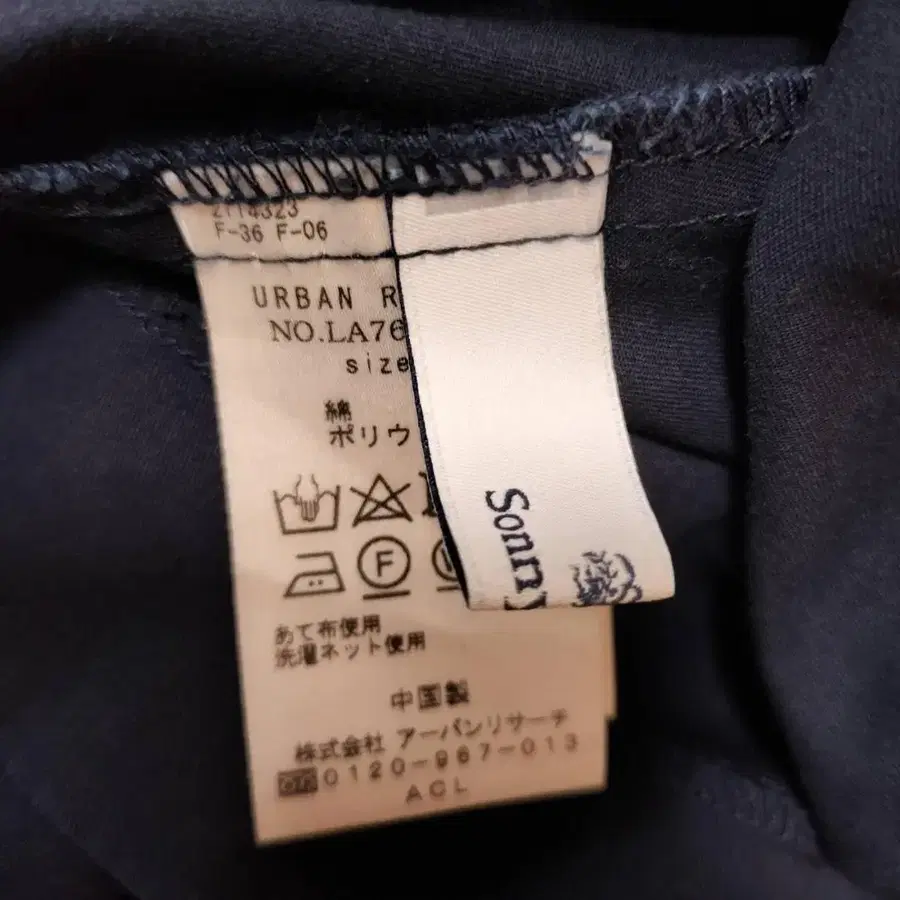 2114323
F-36 F-06
URBAN R
NO.LA76
size
綿
ポリウ
F
あて布使用
洗濯ネット使用
中国製
株式会社 アーバンリサーチ
0120-967-013
ACL
Sonny